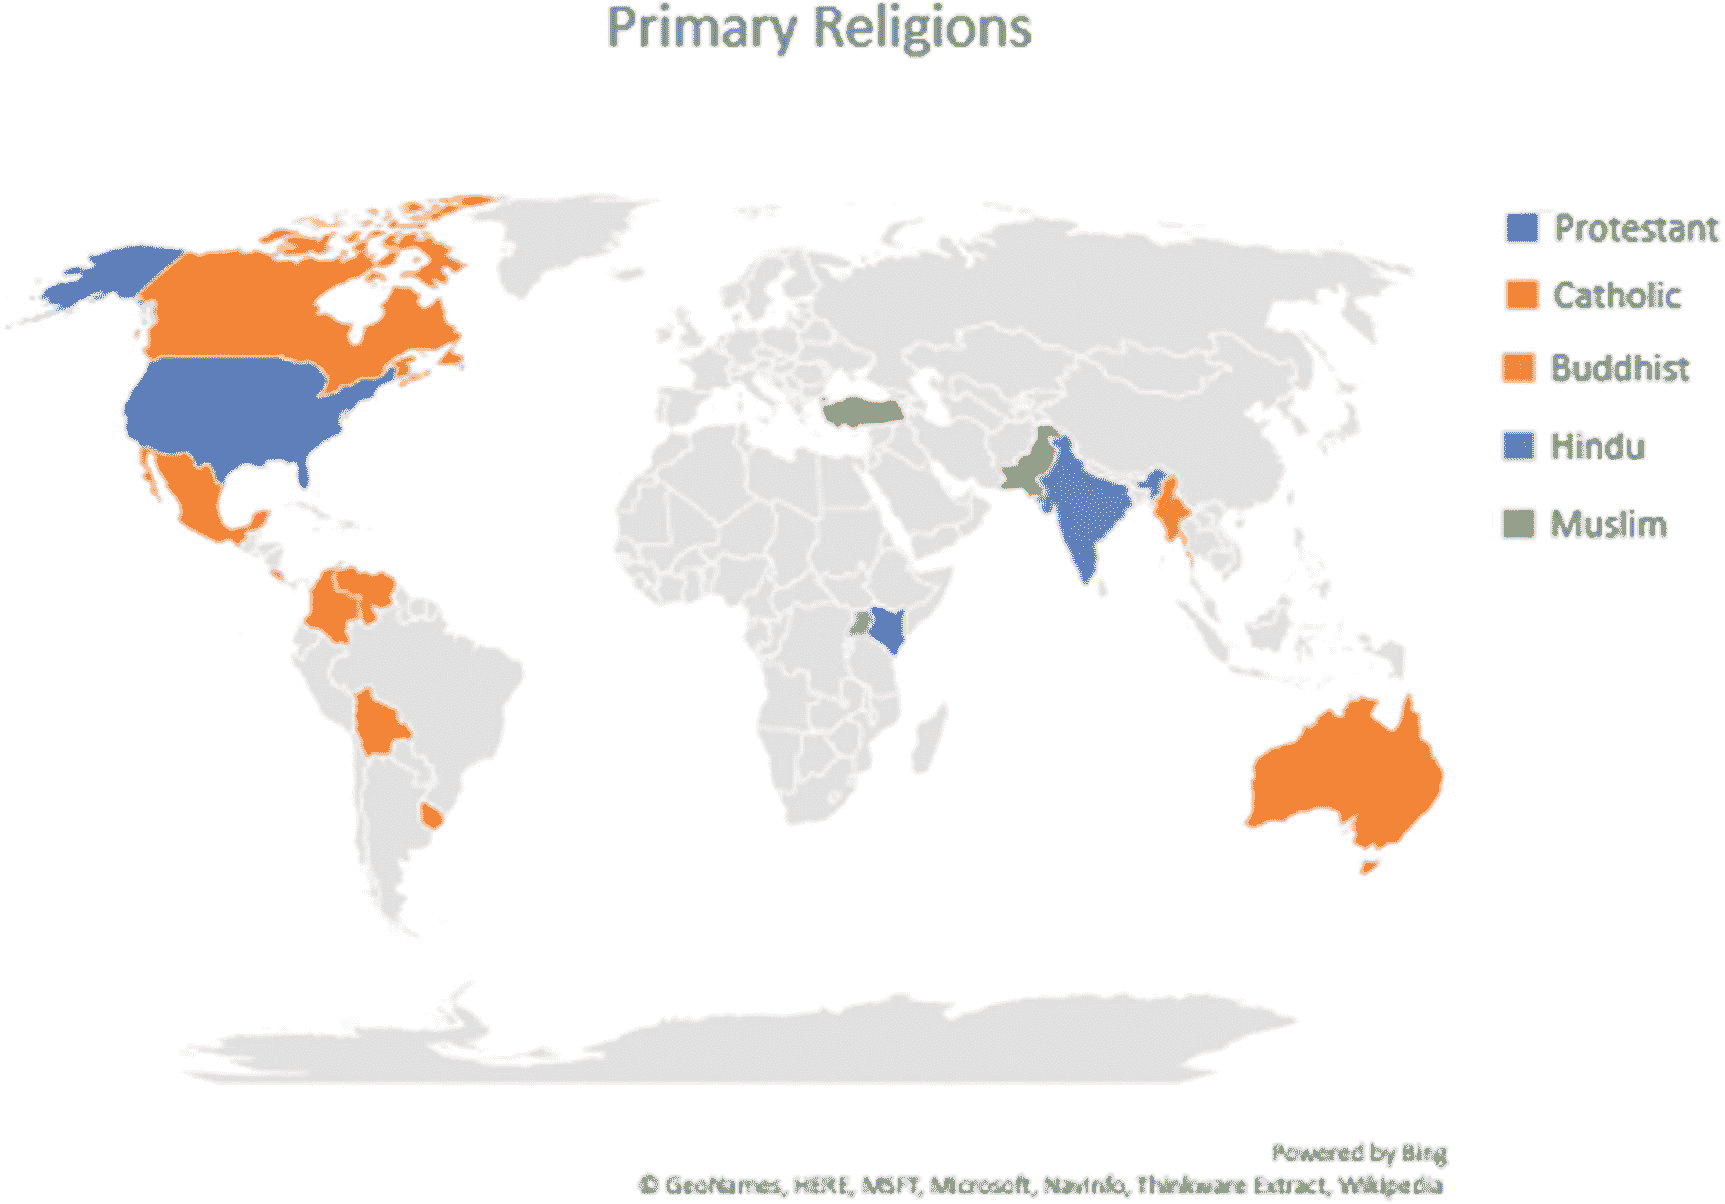 Primary Religions
Protestant
Catholic
Buddhist
Hindu
Muslim
Powered by Bing
© GeoNames, HERE, MSFT, Microsoft, NavInfo, Thinkware Extract, Wikipedia